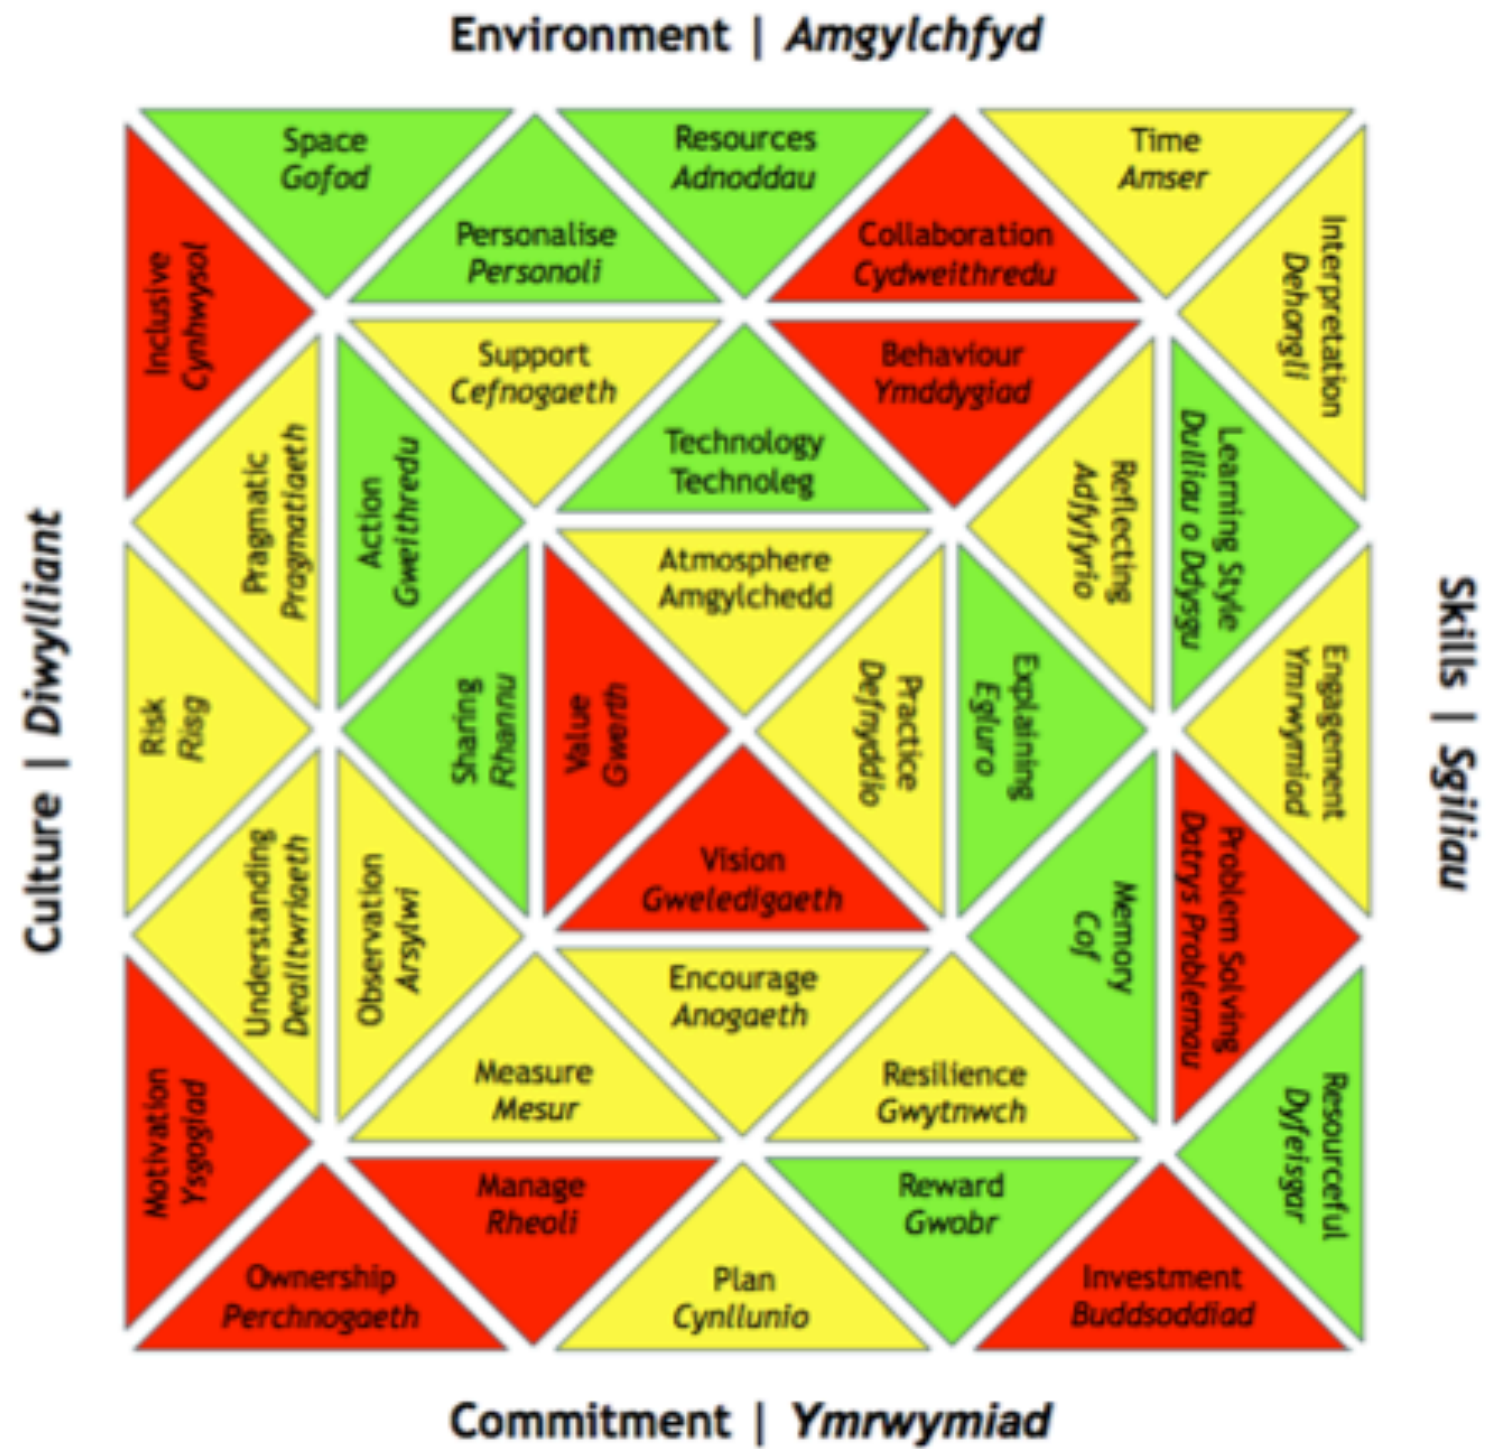 Environment | Amgylchfyd
Space
Gofod
Resources
Adnoddau
Time
Amser
Personalise
Personoli
Collaboration
Cydweithredu
Inclusive
Cynhwysol
Interpretation
Dehongli
Support
Cefnogaeth
Behaviour
Ymddygiad
Technology
Technoleg
Pragmatic
Pragmatiaeth
Action
Gweithredu
Reflecting
Adfyfyrio
Learning Style
Dulliau o Ddysgu
Atmosphere
Amgylchedd
Culture | Diwylliant
Risk
Risg
Sharing
Rhannu
Value
Gwerth
Practice
Defnyddio
Explaining
Egluro
Engagement
Ymrwymiad
Skills | Sgiliau
Vision
Gweledigaeth
Understanding
Dealltwriaeth
Observation
Arsylwi
Memory
Cof
Problem Solving
Datrys Problemau
Encourage
Anogaeth
Measure
Mesur
Resilience
Gwytnwch
Motivation
Ysgogiad
Resourceful
Dyfeisgar
Manage
Rheoli
Reward
Gwobr
Ownership
Perchnogaeth
Plan
Cynllunio
Investment
Buddsoddiad
Commitment | Ymrwymiad